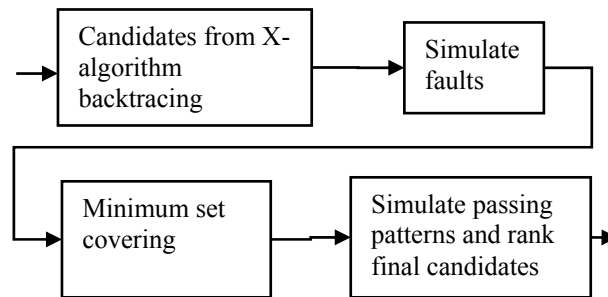 Candidates from X-
algorithm
backtracing
Simulate
faults
Minimum set
covering
Simulate passing
patterns and rank
final candidates